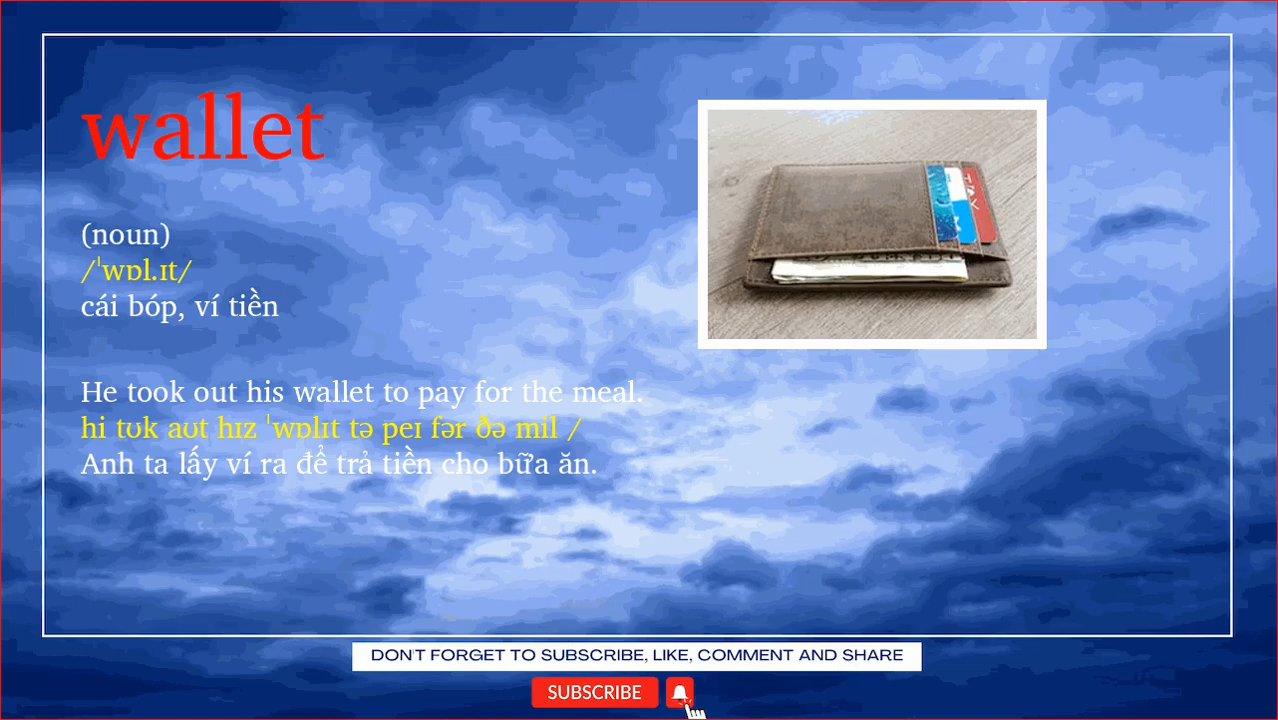 wallet
(noun)
/ˈwɒl.ɪt/
cái bóp, ví tiền
He took out his wallet to pay for the meal.
hi tʊk aʊt hɪz ˈwɒlɪt tə peɪ fər ðə mil /
Anh ta lấy ví ra để trả tiền cho bữa ăn.
DON'T FORGET TO SUBSCRIBE, LIKE, COMMENT AND SHARE
SUBSCRIBE